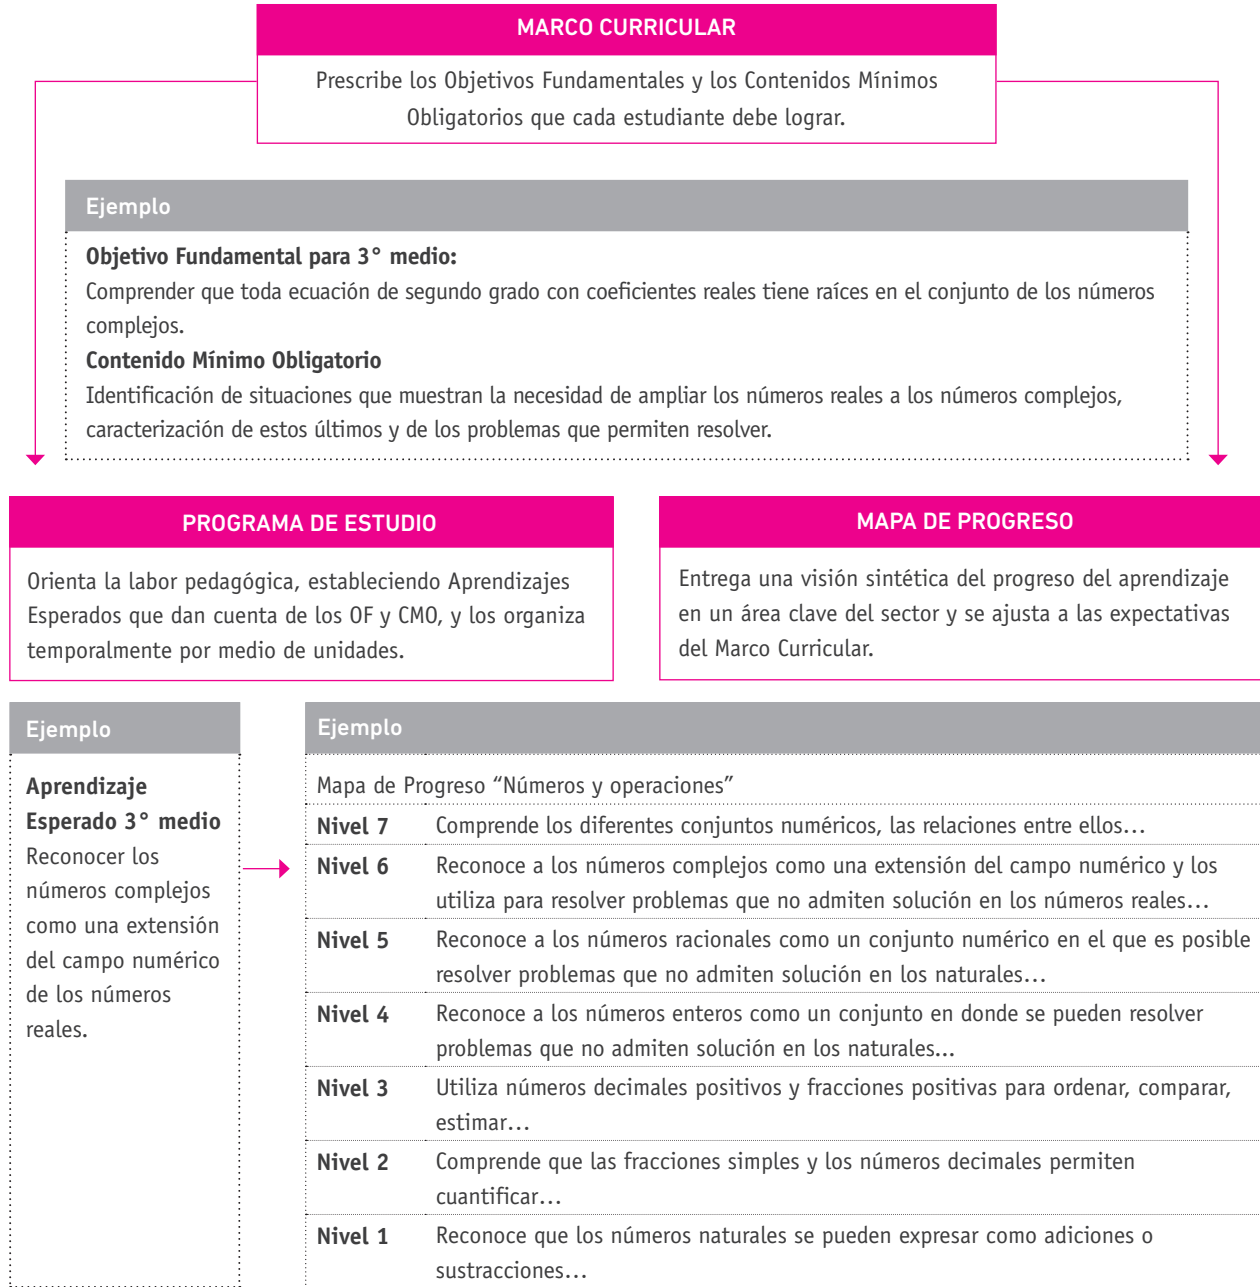 MARCO CURRICULAR
Prescribe los Objetivos Fundamentales y los Contenidos Mínimos
Obligatorios que cada estudiante debe lograr.
Ejemplo
Objetivo Fundamental para 3° medio:
Comprender que toda ecuación de segundo grado con coeficientes reales tiene raíces en el conjunto de los números
complejos.
Contenido Mínimo Obligatorio
Identificación de situaciones que muestran la necesidad de ampliar los números reales a los números complejos,
caracterización de estos últimos y de los problemas que permiten resolver.
PROGRAMA DE ESTUDIO
Orienta la labor pedagógica, estableciendo Aprendizajes
Esperados que dan cuenta de los OF y CMO, y los organiza
temporalmente por medio de unidades.
MAPA DE PROGRESO
Entrega una visión sintética del progreso del aprendizaje
en un área clave del sector y se ajusta a las expectativas
del Marco Curricular.
Ejemplo
Aprendizaje
Esperado 3° medio
Reconocer los
números complejos
como una extensión
del campo numérico
de los números
reales.
Ejemplo
Mapa de Progreso “Números y operaciones”
Nivel 7 Comprende los diferentes conjuntos numéricos, las relaciones entre ellos…
Nivel 6 Reconoce a los números complejos como una extensión del campo numérico y los
utiliza para resolver problemas que no admiten solución en los números reales…
Nivel 5 Reconoce a los números racionales como un conjunto numérico en el que es posible
resolver problemas que no admiten solución en los naturales…
Nivel 4 Reconoce a los números enteros como un conjunto en donde se pueden resolver
problemas que no admiten solución en los naturales...
Nivel 3 Utiliza números decimales positivos y fracciones positivas para ordenar, comparar,
estimar…
Nivel 2 Comprende que las fracciones simples y los números decimales permiten
cuantificar…
Nivel 1 Reconoce que los números naturales se pueden expresar como adiciones o
sustracciones…